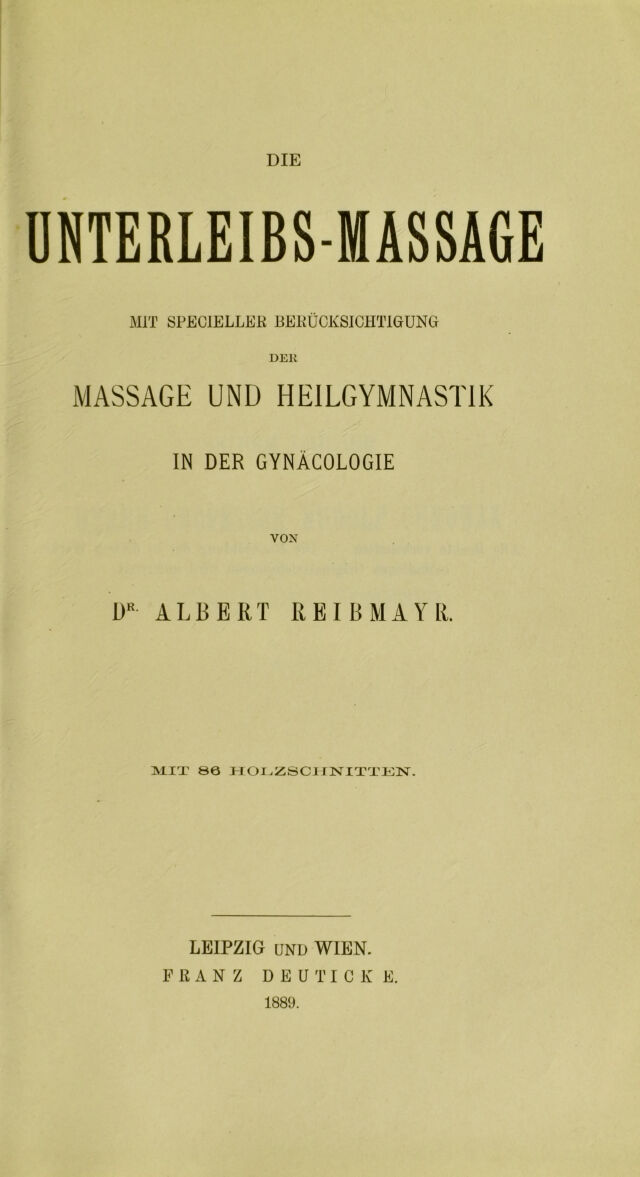 DIE
UNTERLEIBS-MASSAGE
MIT SPECIELLER BERÜCKSICHTIGUNG
DER
MASSAGE UND HEILGYMNASTIK
IN DER GYNÄCOLOGIE
VON
DR. ALBERT REIBMAYR.
MIT 86 HOLZSCHNITTEN.
LEIPZIG UND WIEN.
FRANZ DEUTICKE.
1889.